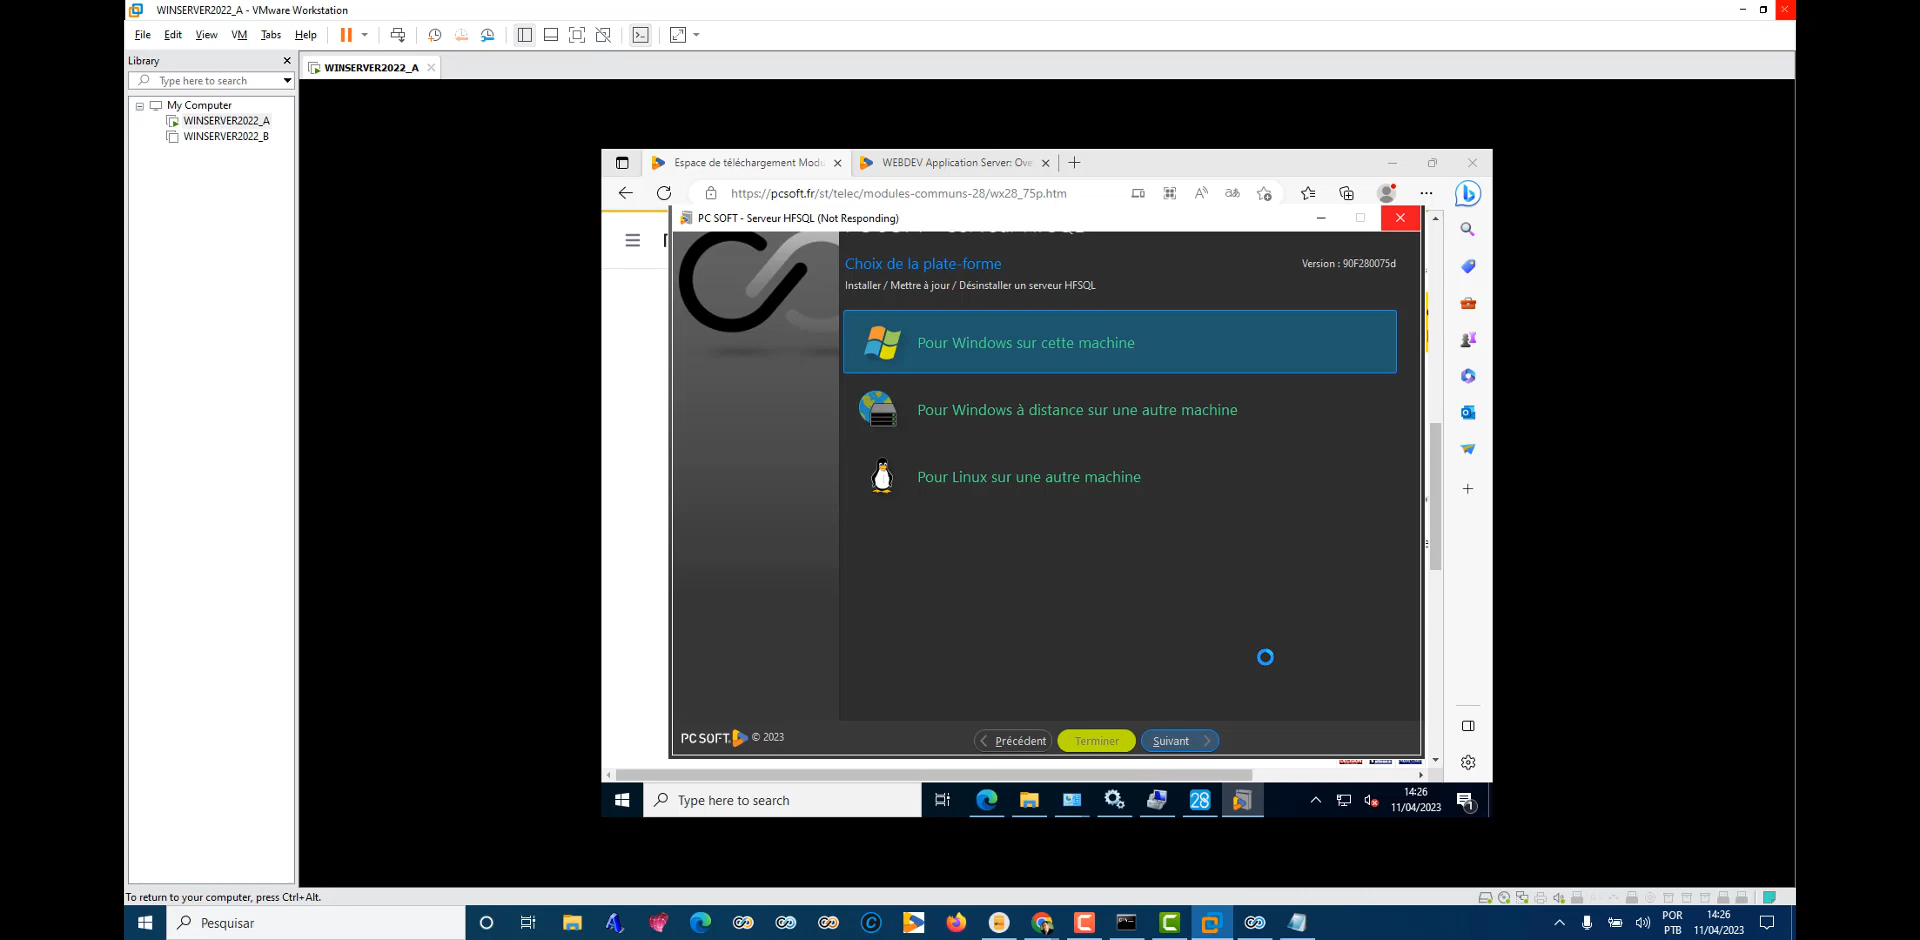 WINSERVER2022_A - VMware Workstation
File Edit View VM Tabs Help
Library
WINSERVER2022_A
Type here to search
My Computer
WINSERVER2022_A
WINSERVER2022_B
Espace de téléchargement Modu
WEBDEV Application Server: Ove
https://pcsoft.fr/st/telec/modules-communs-28/wx28_75p.htm
PC SOFT - Serveur HFSQL (Not Responding)
Choix de la plate-forme
Version : 90F280075d
Installer / Mettre à jour / Désinstaller un serveur HFSQL
Pour Windows sur cette machine
Pour Windows à distance sur une autre machine
Pour Linux sur une autre machine
PC SOFT © 2023
Précédent
Terminer
Suivant
Type here to search
28
14:26
11/04/2023
1
To return to your computer, press Ctrl+Alt.
Pesquisar
POR
PTB
14:26
11/04/2023